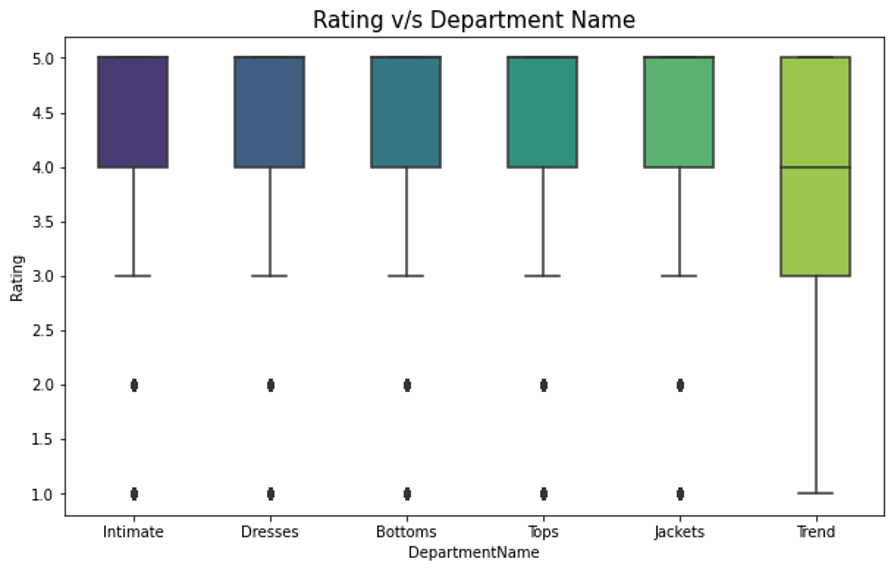 Rating v/s Department Name
5.0
4.5
4.0
3.5
3.0
2.5
2.0
1.5
1.0
Rating
Intimate Dresses Bottoms Tops Jackets Trend
DepartmentName